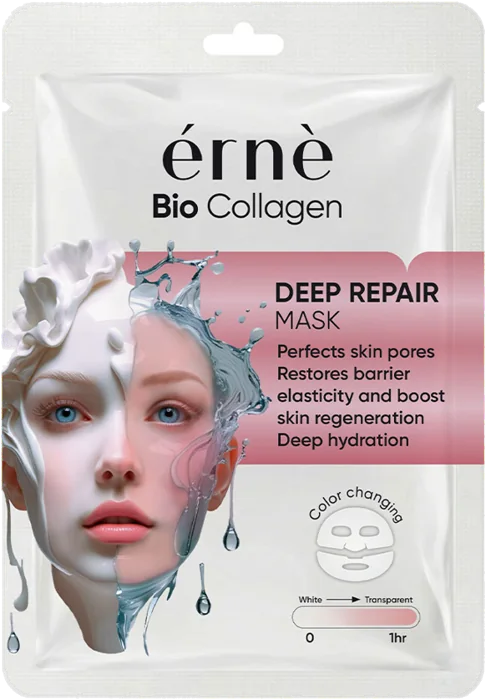 érnè
Bio Collagen
DEEP REPAIR
MASK
Perfects skin pores
Restores barrier
elasticity and boost
skin regeneration
Deep hydration
Color changing
White Transparent
0 1hr